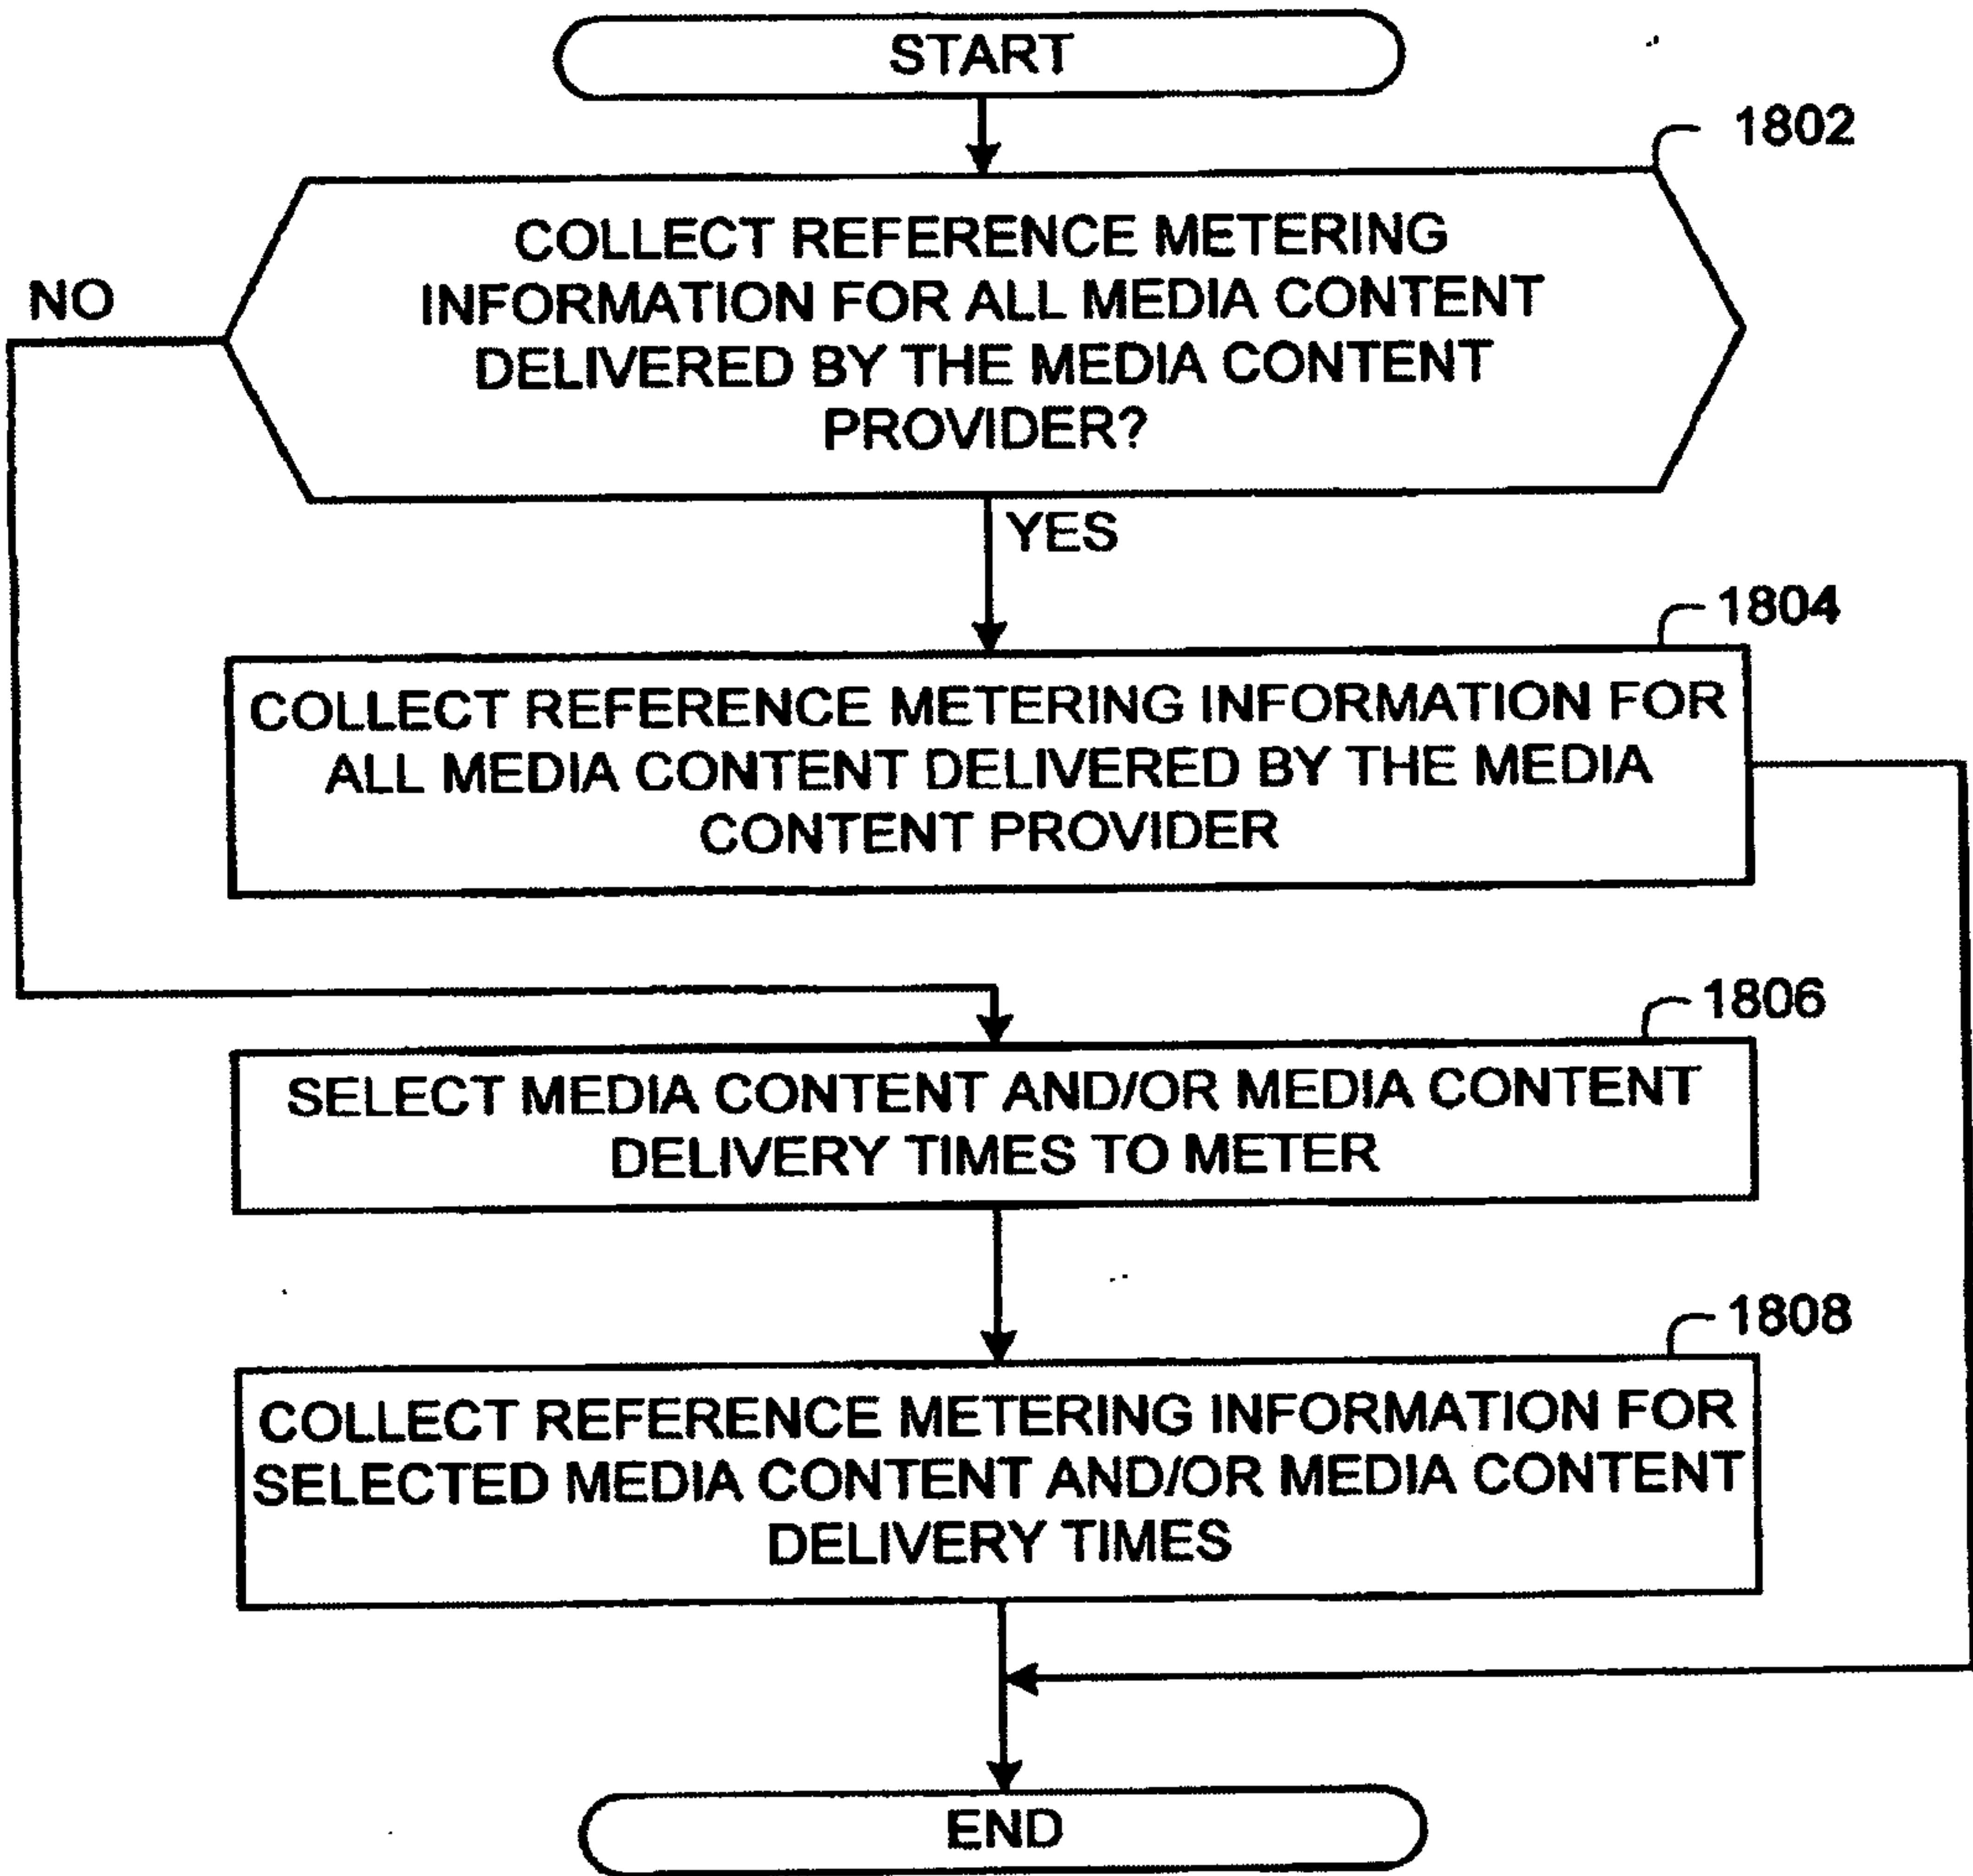 START
1802
COLLECT REFERENCE METERING
INFORMATION FOR ALL MEDIA CONTENT
DELIVERED BY THE MEDIA CONTENT
PROVIDER?
NO
YES
1804
COLLECT REFERENCE METERING INFORMATION FOR
ALL MEDIA CONTENT DELIVERED BY THE MEDIA
CONTENT PROVIDER
1806
SELECT MEDIA CONTENT AND/OR MEDIA CONTENT
DELIVERY TIMES TO METER
1808
COLLECT REFERENCE METERING INFORMATION FOR
SELECTED MEDIA CONTENT AND/OR MEDIA CONTENT
DELIVERY TIMES
END